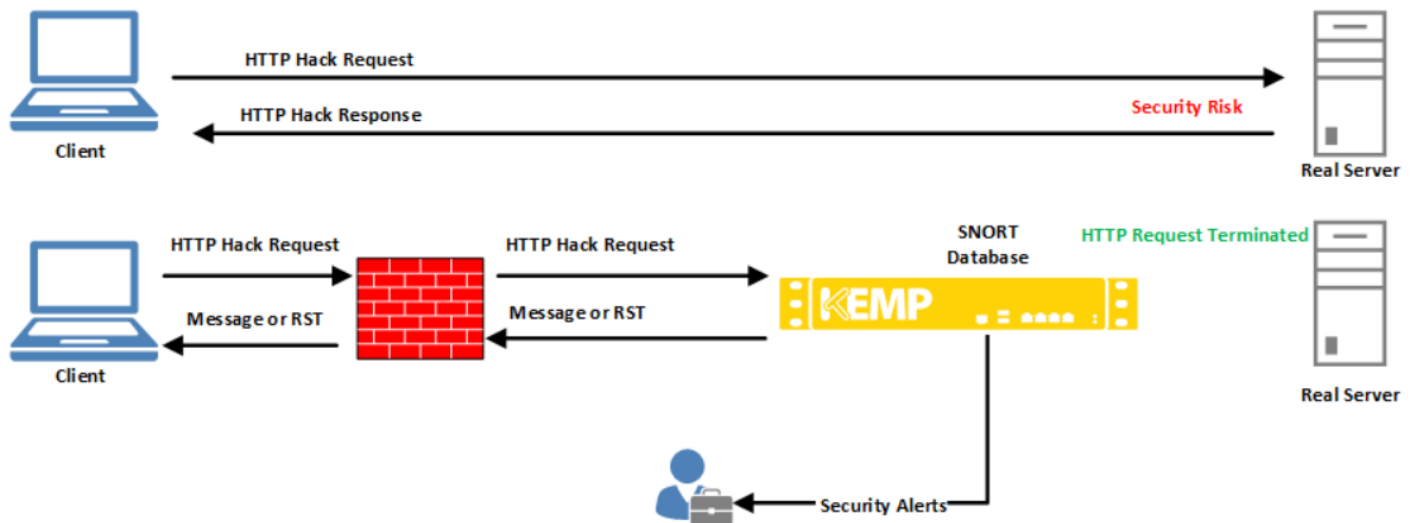 HTTP Hack Request
HTTP Hack Response
Security Risk
Client
Real Server
HTTP Hack Request
HTTP Hack Request
SNORT
Database
HTTP Request Terminated
Message or RST
Message or RST
KEMP
Client
Real Server
Security Alerts